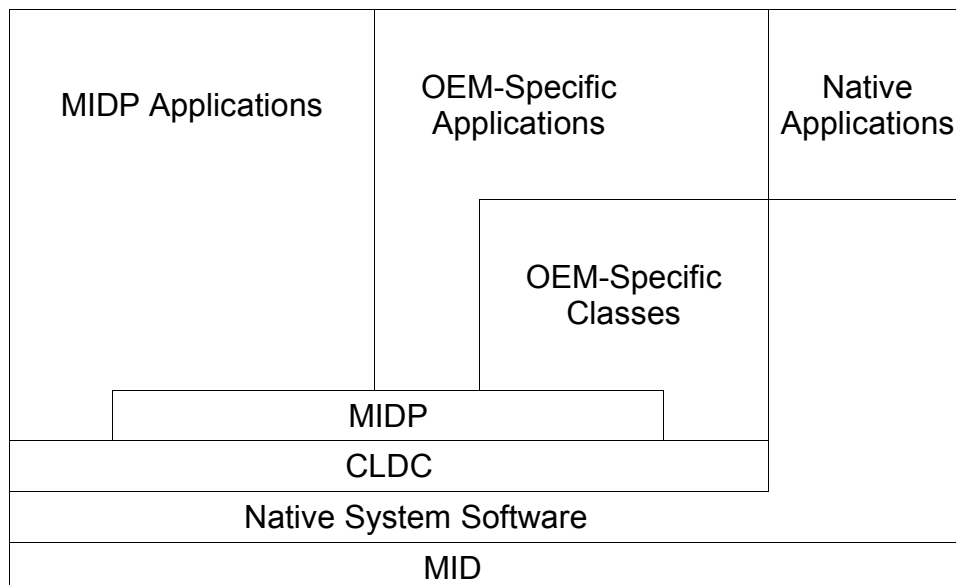 MIDP Applications
OEM-Specific
Applications
Native
Applications
OEM-Specific
Classes
MIDP
CLDC
Native System Software
MID